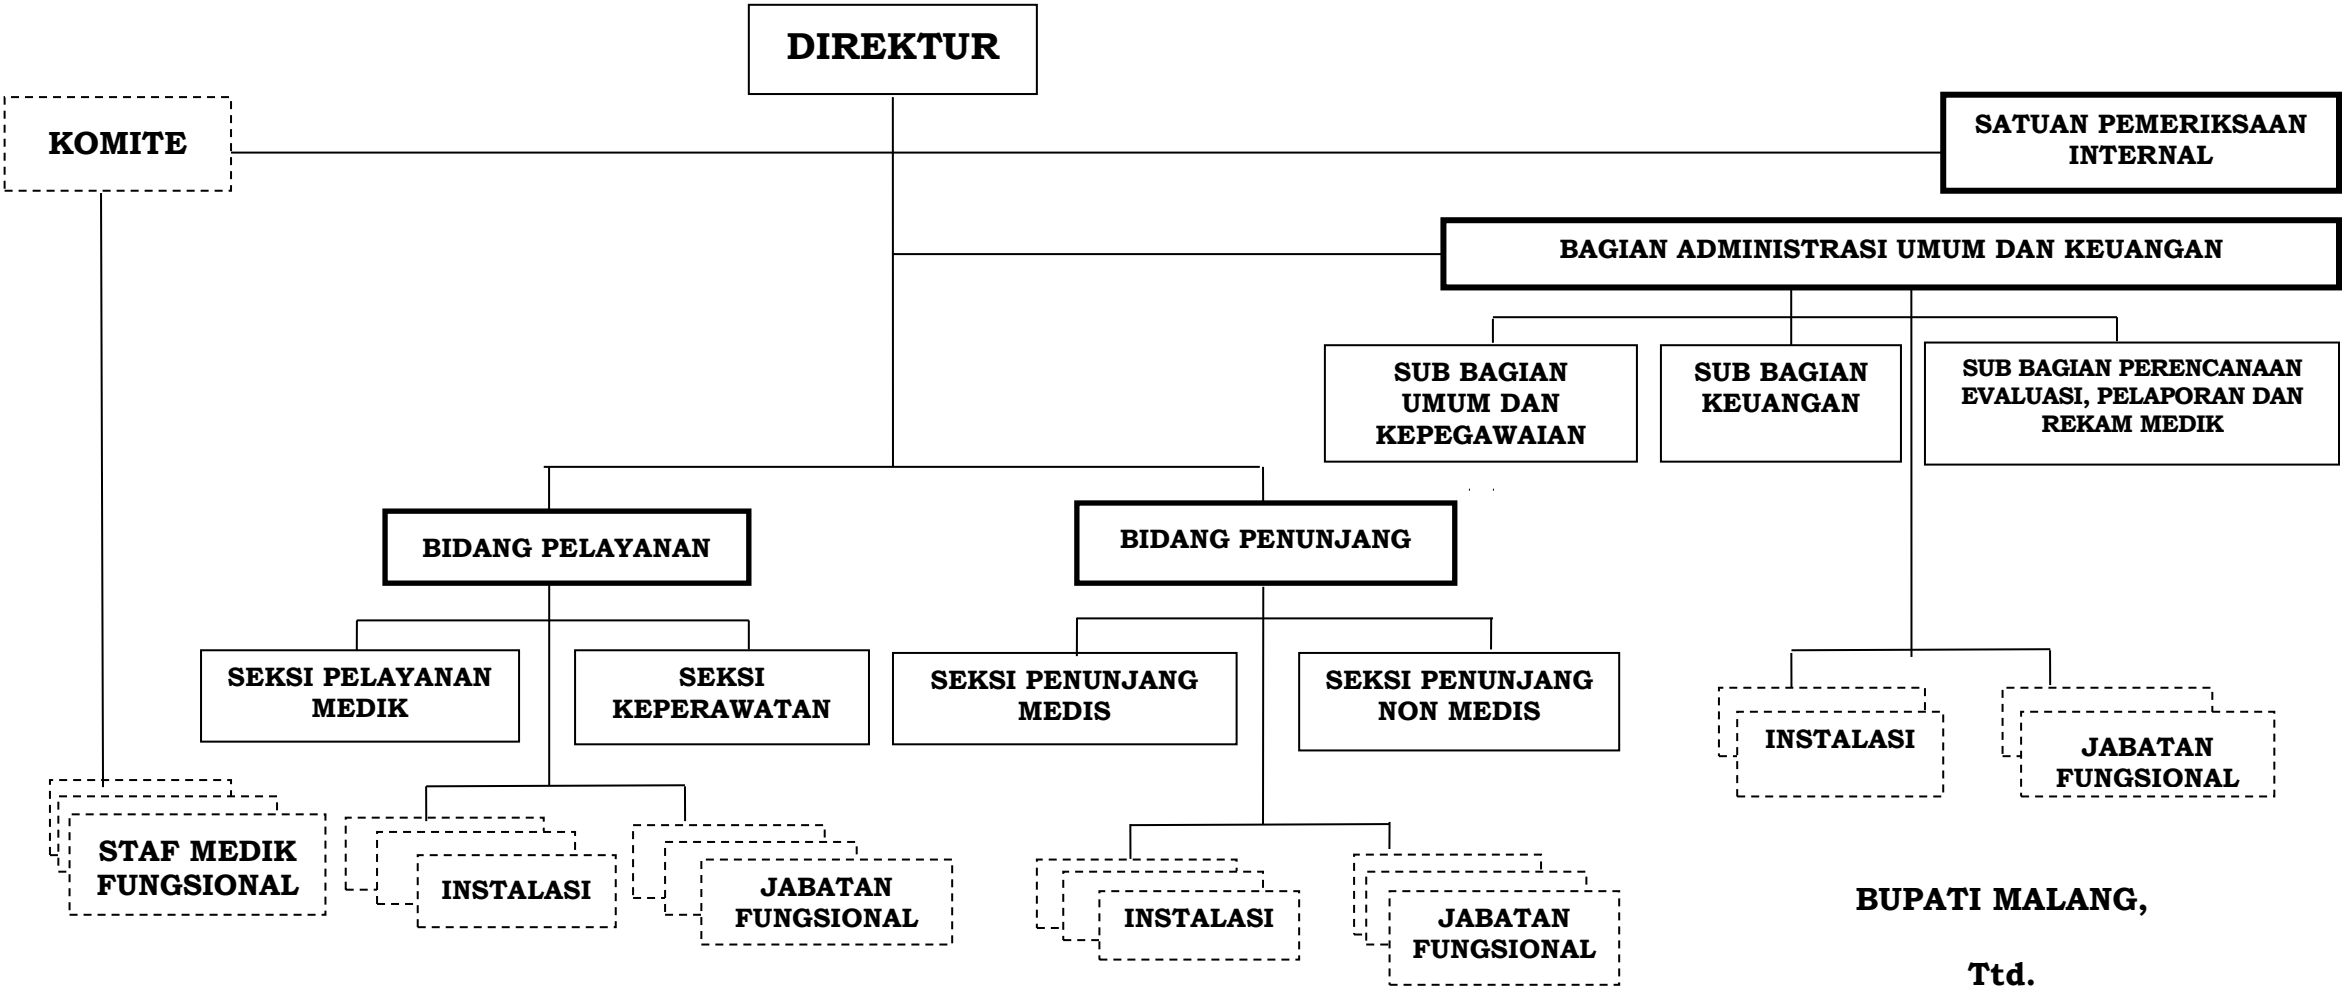 DIREKTUR
KOMITE
SATUAN PEMERIKSAAN
INTERNAL
BAGIAN ADMINISTRASI UMUM DAN KEUANGAN
SUB BAGIAN
UMUM DAN
KEPEGAWAIAN
SUB BAGIAN
KEUANGAN
SUB BAGIAN PERENCANAAN
EVALUASI, PELAPORAN DAN
REKAM MEDIK
BIDANG PELAYANAN
BIDANG PENUNJANG
SEKSI PELAYANAN
MEDIK
SEKSI
KEPERAWATAN
SEKSI PENUNJANG
MEDIS
SEKSI PENUNJANG
NON MEDIS
INSTALASI
JABATAN
FUNGSIONAL
STAF MEDIK
FUNGSIONAL
INSTALASI
JABATAN
FUNGSIONAL
INSTALASI
JABATAN
FUNGSIONAL
BUPATI MALANG,
Ttd.